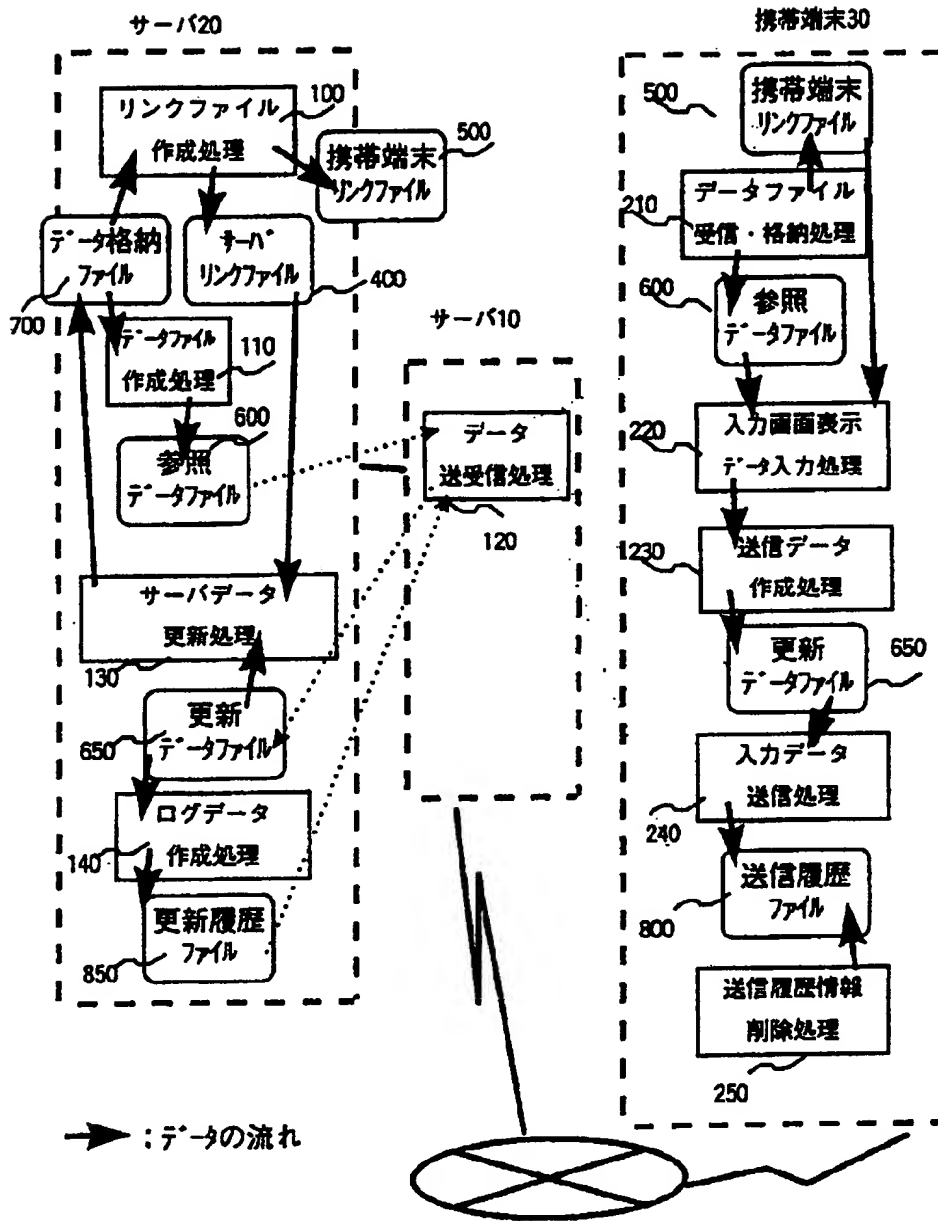 サーバ20
リンクファイル
作成処理
100
携帯端末
リンクファイル
500
データ格納
ファイル
700
サーバ
リンクファイル
400
データファイル
作成処理
110
参照
データファイル
600
サーバデータ
更新処理
130
更新
データファイル
650
ログデータ
作成処理
140
更新履歴
ファイル
850
サーバ10
データ
送受信処理
120
携帯端末30
500
携帯端末
リンクファイル
210
データファイル
受信・格納処理
600
参照
データファイル
220
入力画面表示
データ入力処理
230
送信データ
作成処理
更新
データファイル
650
入力データ
送信処理
240
送信履歴
ファイル
800
送信履歴情報
削除処理
250
:データの流れ